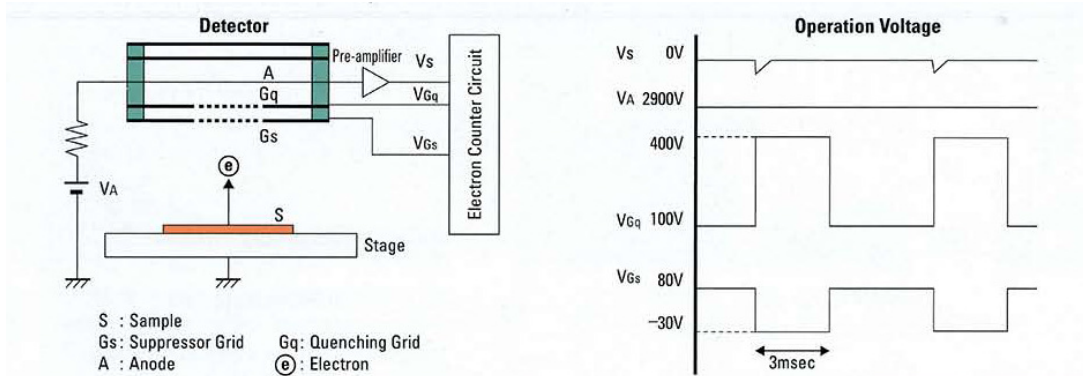 Detector
Pre-amplifier
A
Vs
Gq
VGq
Gs
VGs
Electron Counter Circuit
e
VA
S
Stage
S : Sample
Gs : Suppressor Grid Gq : Quenching Grid
A : Anode e : Electron
Operation Voltage
Vs 0V
VA 2900V
400V
VGq 100V
VGs 80V
−30V
3msec